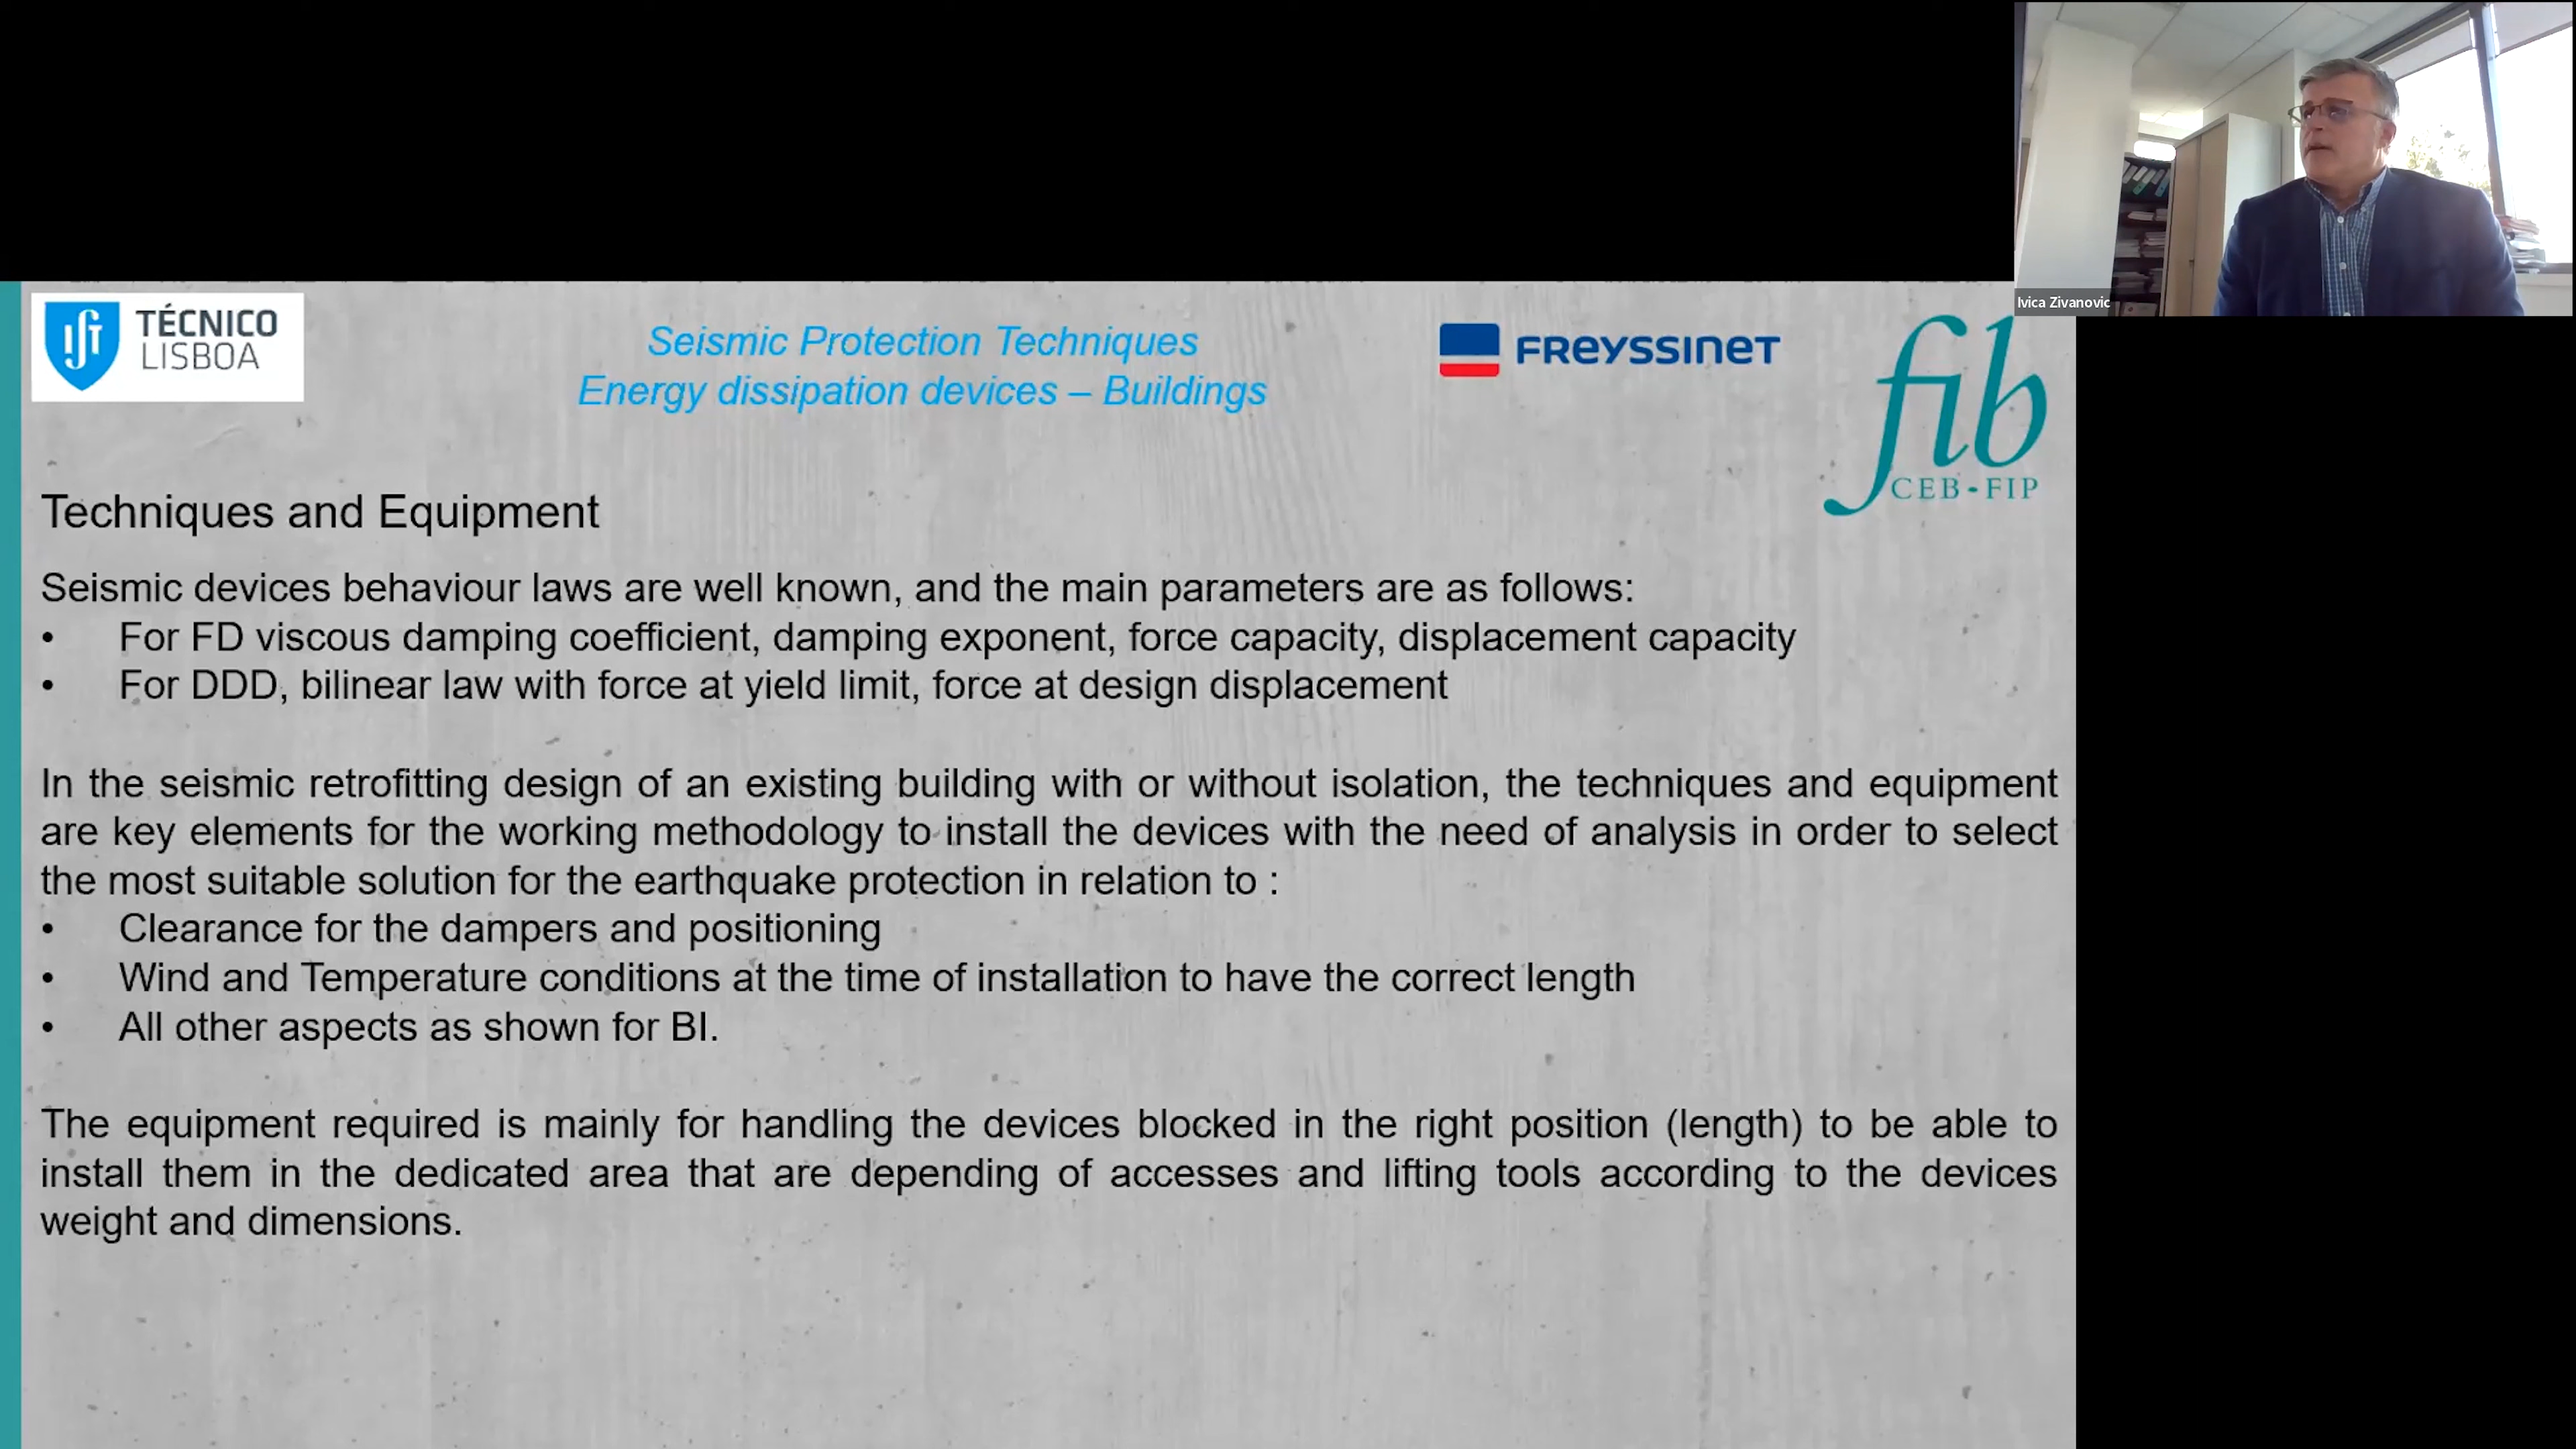 Ivica Zivanovic
TÉCNICO
LISBOA
Seismic Protection Techniques
Energy dissipation devices – Buildings
FREYSSINET
fib
CEB-FIP
Techniques and Equipment
Seismic devices behaviour laws are well known, and the main parameters are as follows:
• For FD viscous damping coefficient, damping exponent, force capacity, displacement capacity
• For DDD, bilinear law with force at yield limit, force at design displacement
In the seismic retrofitting design of an existing building with or without isolation, the techniques and equipment
are key elements for the working methodology to install the devices with the need of analysis in order to select
the most suitable solution for the earthquake protection in relation to :
• Clearance for the dampers and positioning
• Wind and Temperature conditions at the time of installation to have the correct length
• All other aspects as shown for BI.
The equipment required is mainly for handling the devices blocked in the right position (length) to be able to
install them in the dedicated area that are depending of accesses and lifting tools according to the devices
weight and dimensions.